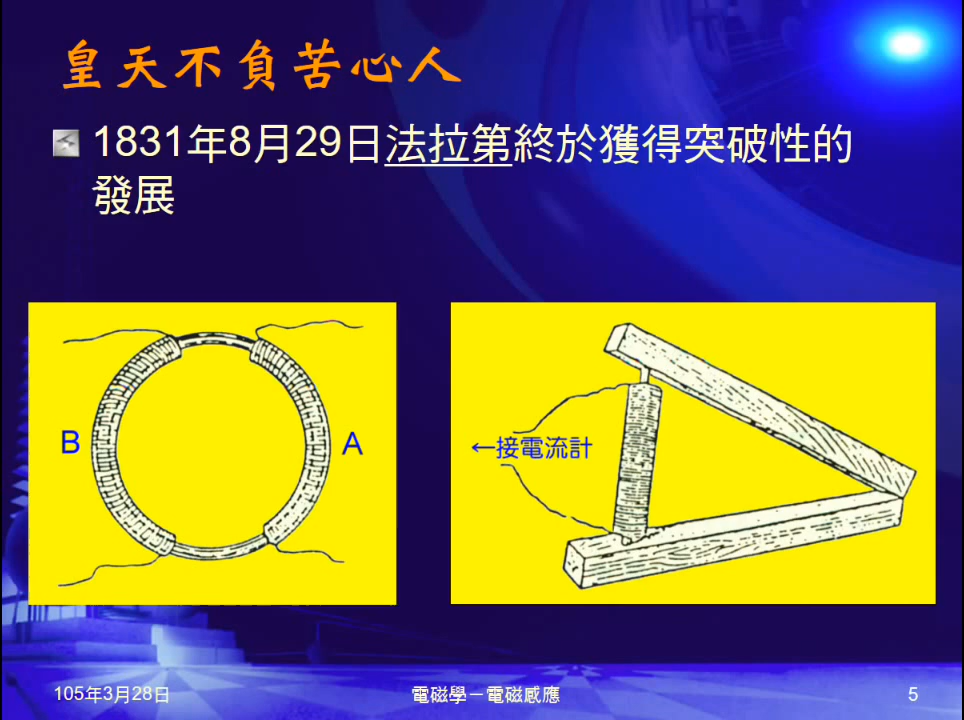 皇天不負苦心人
1831年8月29日法拉第終於獲得突破性的
發展
B
A
←接電流計
105年3月28日
電磁學－電磁感應
5